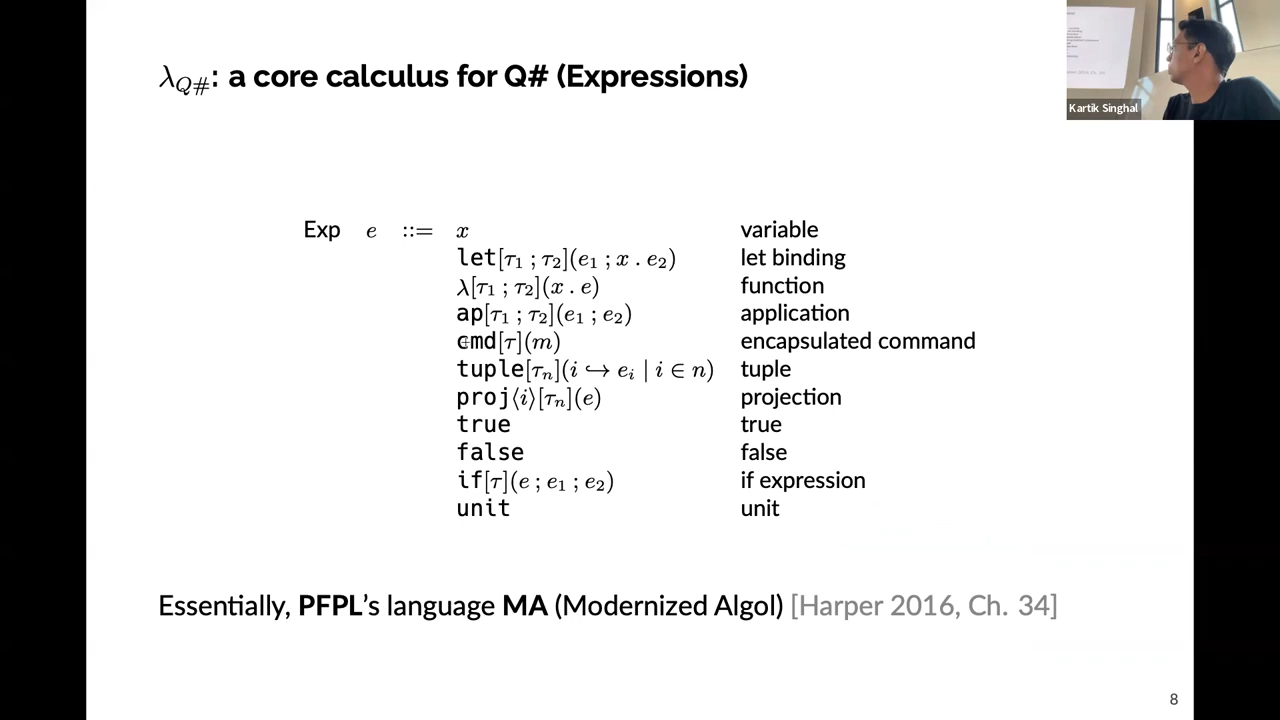 λ_Q#: a core calculus for Q# (Expressions)
Kartik Singhal
Exp e ::= x variable
let[τ₁ ; τ₂](e₁ ; x . e₂) let binding
λ[τ₁ ; τ₂](x . e) function
ap[τ₁ ; τ₂](e₁ ; e₂) application
cmd[τ](m) encapsulated command
tuple[τₙ](i ↪ eᵢ | i ∈ n) tuple
proj⟨i⟩[τₙ](e) projection
true true
false false
if[τ](e ; e₁ ; e₂) if expression
unit unit
Essentially, PFPL’s language MA (Modernized Algol) [Harper 2016, Ch. 34]
8